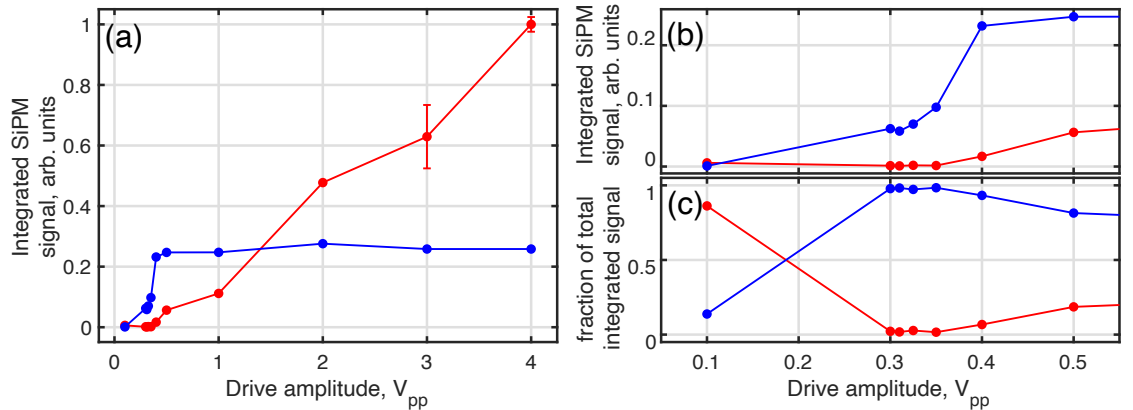 (a)
Integrated SiPM
signal, arb. units
1
0.8
0.6
0.4
0.2
0
0
1
2
3
4
Drive amplitude, Vpp
(b)
Integrated SiPM
signal, arb. units
0.2
0.1
0
(c)
fraction of total
integrated signal
1
0.5
0
0.1
0.2
0.3
0.4
0.5
Drive amplitude, Vpp